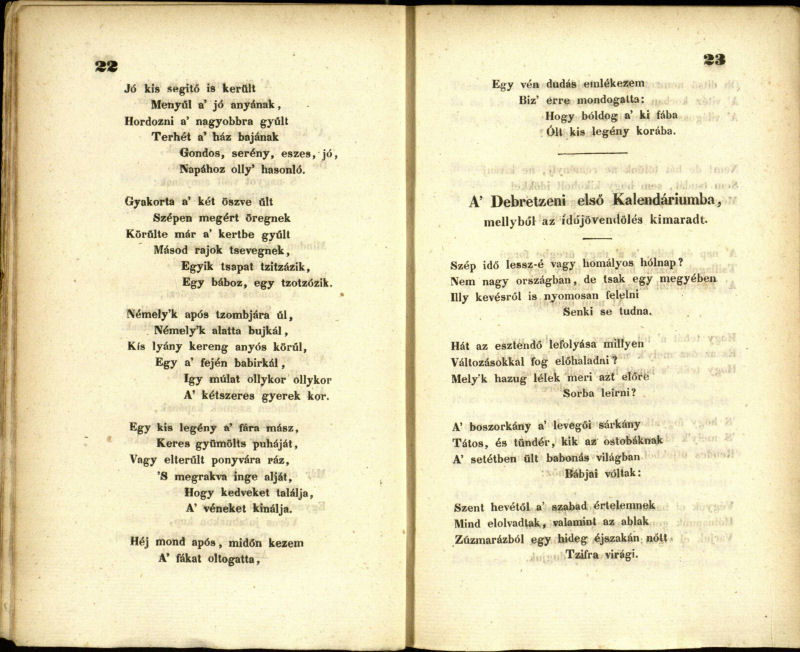 22
Jó kis segitő is került
Menyűl a' jó anyának,
Hordozni a' nagyobbra gyűlt
Terhét a' ház bajának
Gondos, serény, eszes, jó,
Napához olly' hasonló.
Gyakorta a' két öszve ült
Szépen megért öregnek
Körűlte már a' kertbe gyűlt
Másod rajok tsevegnek,
Egyik tsapat tzitzázik,
Egy báboz, egy tzotzózik.
Némely'k após tzombjára űl,
Némely'k alatta bujkál,
Kis lyány kereng anyós körűl,
Egy a' fején babirkál,
Igy múlat ollykor ollykor
A' kétszeres gyerek kor.
Egy kis legény a' fára mász,
Keres gyümölts puháját,
Vagy elterűlt ponyvára ráz,
'S megrakva inge alját,
Hogy kedveket találja,
A' véneket kinálja.
Héj mond após, midőn kezem
A' fákat oltogatta,
23
Egy vén dudás emlékezem
Biz' erre mondogatta:
Hogy bóldog a' ki fába
Ólt kis legény korába.
A' Debretzeni első Kalendáriumba,
mellyből az időjövendölés kimaradt.
Szép idő lessz-é vagy homályos hólnap?
Nem nagy országban, de tsak egy megyében
Illy kevésről is nyomosan felelni
Senki se tudna.
Hát az esztendő lefolyása millyen
Változásokkal fog előhaladni?
Mely'k hazug lélek meri azt előre
Sorba leirni?
A' boszorkány a' levegői sárkány
Tátos, és tündér, kik az ostobáknak
A' setétben ült babonás világban
Bábjai vóltak:
Szent hevétől a' szabad értelemnek
Mind elolvadtak, valamint az ablak
Zúzmarázból egy hideg éjszakán nőtt
Tzifra virági.